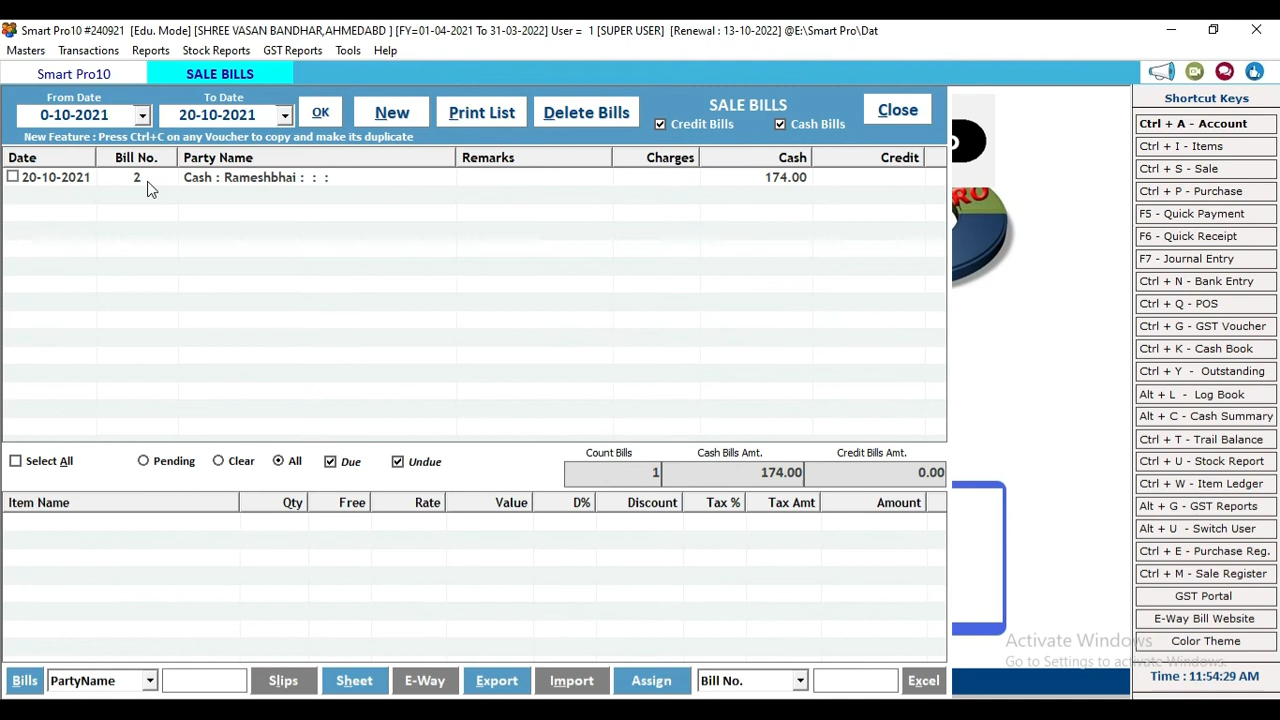 Smart Pro #240921 [Edu. Mode] [SHREE VASAN BANDHAR,AHMEDABD ] [FY=01-04-2021 To 31-03-2022] User = 1 [SUPER USER] [Renewal : 13-10-2022] @E:\Smart Pro\Dat
Masters Transactions Reports Stock Reports GST Reports Tools Help
Smart Pro10 SALE BILLS
From Date To Date
0-10-2021 20-10-2021 OK New Print List Delete Bills SALE BILLS Close
Credit Bills Cash Bills
New Feature : Press Ctrl+C on any Voucher to copy and make its duplicate
Date Bill No. Party Name Remarks Charges Cash Credit
20-10-2021 2 Cash : Rameshbhai : : : 174.00
RO
Select All Pending Clear All Due Undue
Count Bills Cash Bills Amt. Credit Bills Amt.
1 174.00 0.00
Item Name Qty Free Rate Value D% Discount Tax % Tax Amt Amount
Bills PartyName Slips Sheet E-Way Export Import Assign Bill No. Excel
Shortcut Keys
Ctrl + A - Account
Ctrl + I - Items
Ctrl + S - Sale
Ctrl + P - Purchase
F5 - Quick Payment
F6 - Quick Receipt
F7 - Journal Entry
Ctrl + N - Bank Entry
Ctrl + Q - POS
Ctrl + G - GST Voucher
Ctrl + K - Cash Book
Ctrl + Y - Outstanding
Alt + L - Log Book
Alt + C - Cash Summary
Ctrl + T - Trail Balance
Ctrl + U - Stock Report
Ctrl + W - Item Ledger
Alt + G - GST Reports
Alt + U - Switch User
Ctrl + E - Purchase Reg.
Ctrl + M - Sale Register
GST Portal
E-Way Bill Website
Color Theme
Activate Windows
Go to Settings to activate Windows.
Time : 11:54:29 AM